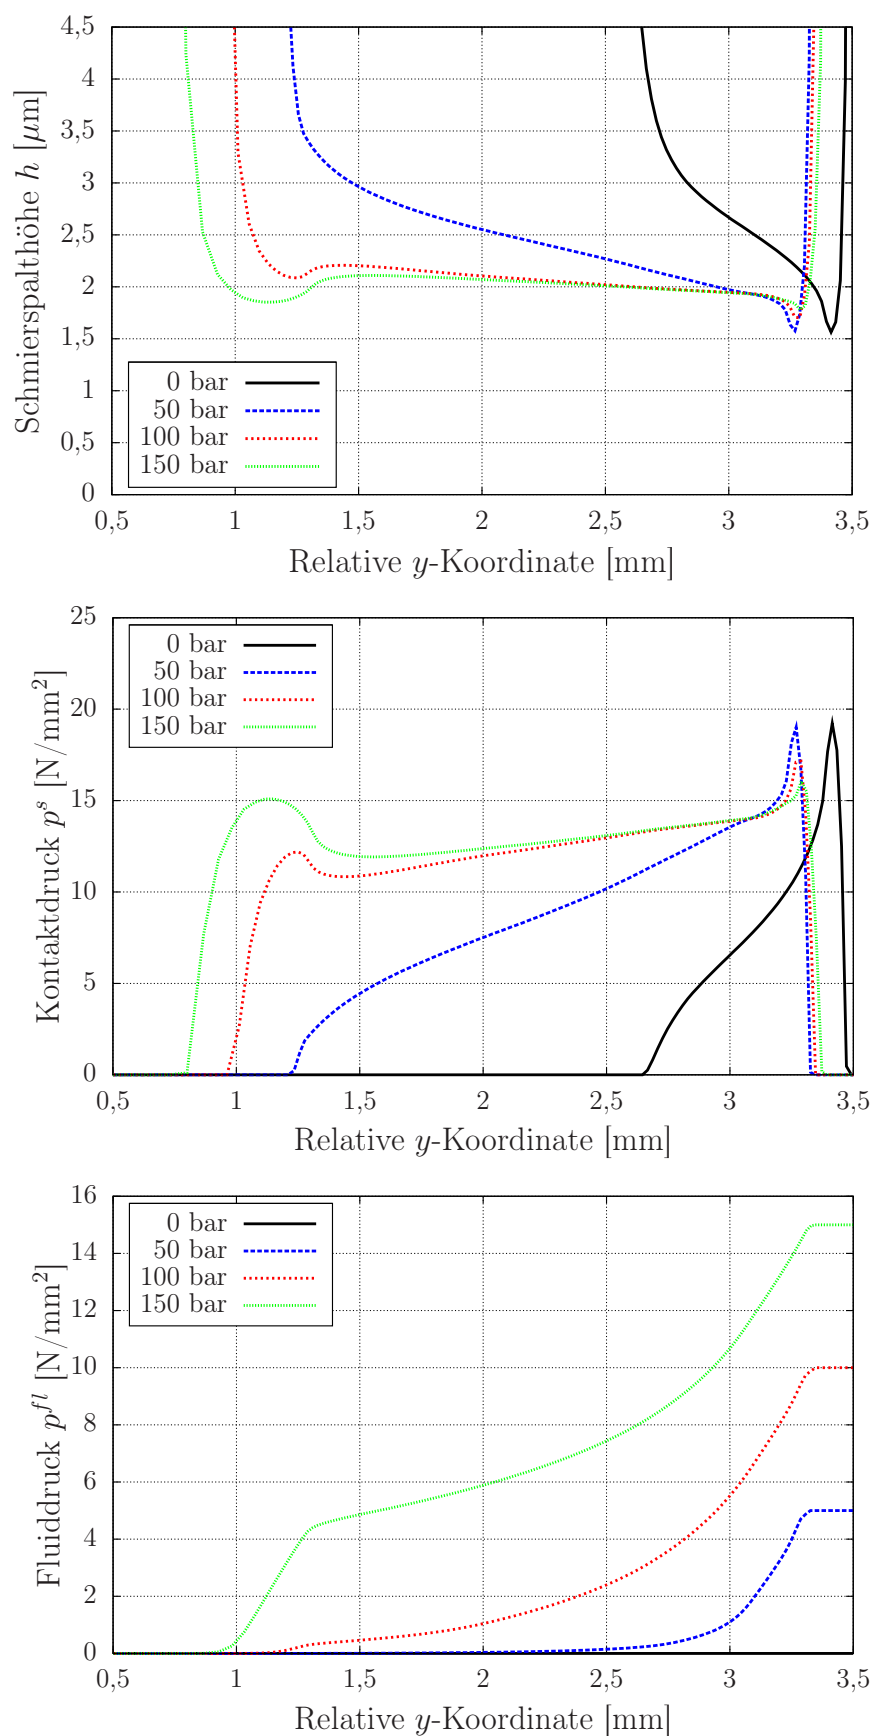 4,5
4
3,5
3
2,5
2
1,5
1
0,5
0
Schmierspalthöhe h [μm]
0 bar
50 bar
100 bar
150 bar
0,5 1 1,5 2 2,5 3 3,5
Relative y-Koordinate [mm]
25
20
15
10
5
0
Kontaktdruck pˢ [N/mm²]
0 bar
50 bar
100 bar
150 bar
0,5 1 1,5 2 2,5 3 3,5
Relative y-Koordinate [mm]
16
14
12
10
8
6
4
2
0
Fluiddruck pᶠˡ [N/mm²]
0 bar
50 bar
100 bar
150 bar
0,5 1 1,5 2 2,5 3 3,5
Relative y-Koordinate [mm]